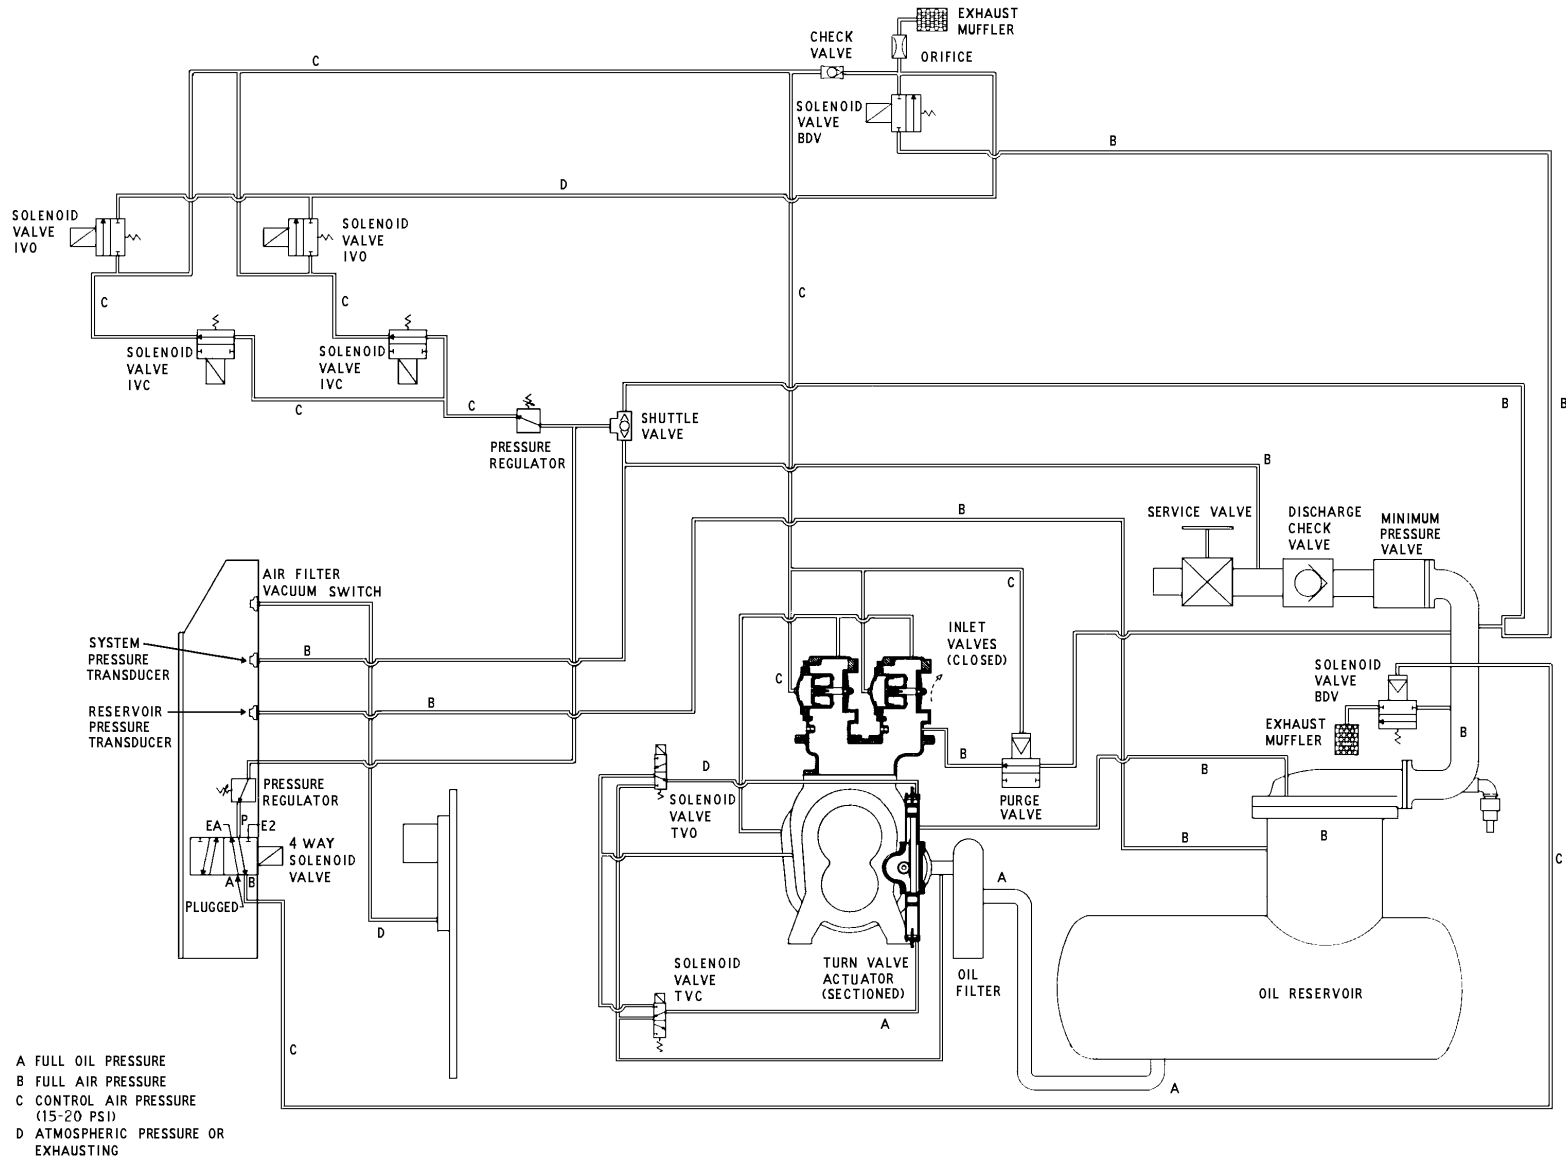 EXHAUST
MUFFLER
CHECK
VALVE
ORIFICE
C
SOLENOID
VALVE
BDV
B
D
SOLENOID
VALVE
IVO
SOLENOID
VALVE
IVO
C
C
C
SOLENOID
VALVE
IVC
SOLENOID
VALVE
IVC
C
C
PRESSURE
REGULATOR
SHUTTLE
VALVE
B
B
B
B
SERVICE VALVE
DISCHARGE
CHECK
VALVE
MINIMUM
PRESSURE
VALVE
AIR FILTER
VACUUM SWITCH
C
SYSTEM
PRESSURE
TRANSDUCER
B
INLET
VALVES
(CLOSED)
C
SOLENOID
VALVE
BDV
RESERVOIR
PRESSURE
TRANSDUCER
B
EXHAUST
MUFFLER
B
B
D
B
PRESSURE
REGULATOR
SOLENOID
VALVE
TVO
PURGE
VALVE
P
EA
E2
4 WAY
SOLENOID
VALVE
A
B
PLUGGED
B
B
A
C
D
SOLENOID
VALVE
TVC
TURN VALVE
ACTUATOR
(SECTIONED)
OIL
FILTER
OIL RESERVOIR
A
C
A
A FULL OIL PRESSURE
B FULL AIR PRESSURE
C CONTROL AIR PRESSURE
(15-20 PSI)
D ATMOSPHERIC PRESSURE OR
EXHAUSTING